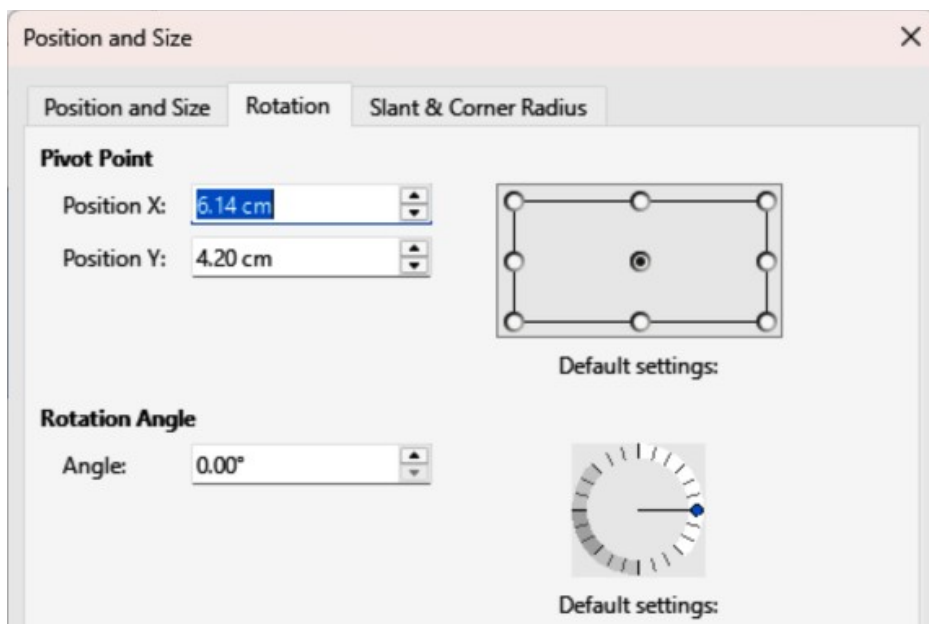 Position and Size
Position and Size Rotation Slant & Corner Radius
Pivot Point
Position X: 6.14 cm
Position Y: 4.20 cm
Default settings:
Rotation Angle
Angle: 0.00°
Default settings: